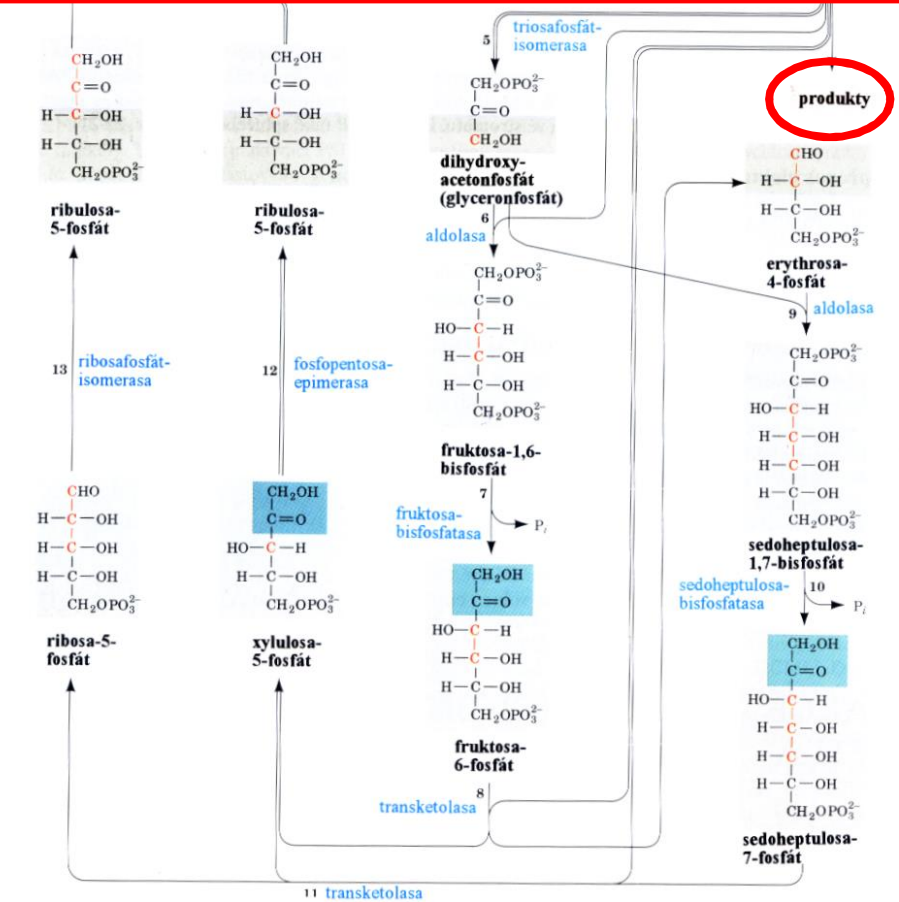 CH₂OH
C=O
H—C—OH
H—C—OH
CH₂OPO₃²⁻
ribulosa-
5-fosfát
CH₂OH
C=O
H—C—OH
H—C—OH
CH₂OPO₃²⁻
ribulosa-
5-fosfát
5
triosafosfát-
isomerasa
CH₂OPO₃²⁻
C=O
CH₂OH
dihydroxy-
acetonfosfát
(glyceronfosfát)
produkty
CHO
H—C—OH
H—C—OH
CH₂OPO₃²⁻
erythrosa-
4-fosfát
6
aldolasa
9
aldolasa
13
ribosafosfát-
isomerasa
12
fosfopentosa-
epimerasa
CH₂OPO₃²⁻
C=O
HO—C—H
H—C—OH
H—C—OH
CH₂OPO₃²⁻
fruktosa-1,6-
bisfosfát
CH₂OPO₃²⁻
C=O
HO—C—H
H—C—OH
H—C—OH
H—C—OH
CH₂OPO₃²⁻
sedoheptulosa-
1,7-bisfosfát
7
fruktosa-
bisfosfatasa
Pᵢ
10
sedoheptulosa-
bisfosfatasa
Pᵢ
CHO
H—C—OH
H—C—OH
H—C—OH
CH₂OPO₃²⁻
ribosa-5-
fosfát
CH₂OH
C=O
HO—C—H
H—C—OH
CH₂OPO₃²⁻
xylulosa-
5-fosfát
CH₂OH
C=O
HO—C—H
H—C—OH
H—C—OH
CH₂OPO₃²⁻
fruktosa-
6-fosfát
CH₂OH
C=O
HO—C—H
H—C—OH
H—C—OH
H—C—OH
CH₂OPO₃²⁻
sedoheptulosa-
7-fosfát
8
transketolasa
11 transketolasa